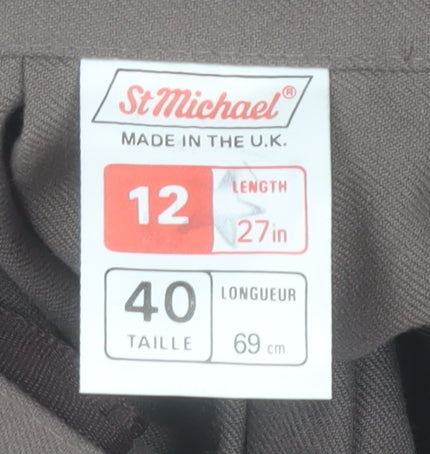 St Michael®
MADE IN THE U.K.
12
LENGTH
27in
40
TAILLE
LONGUEUR
69 cm